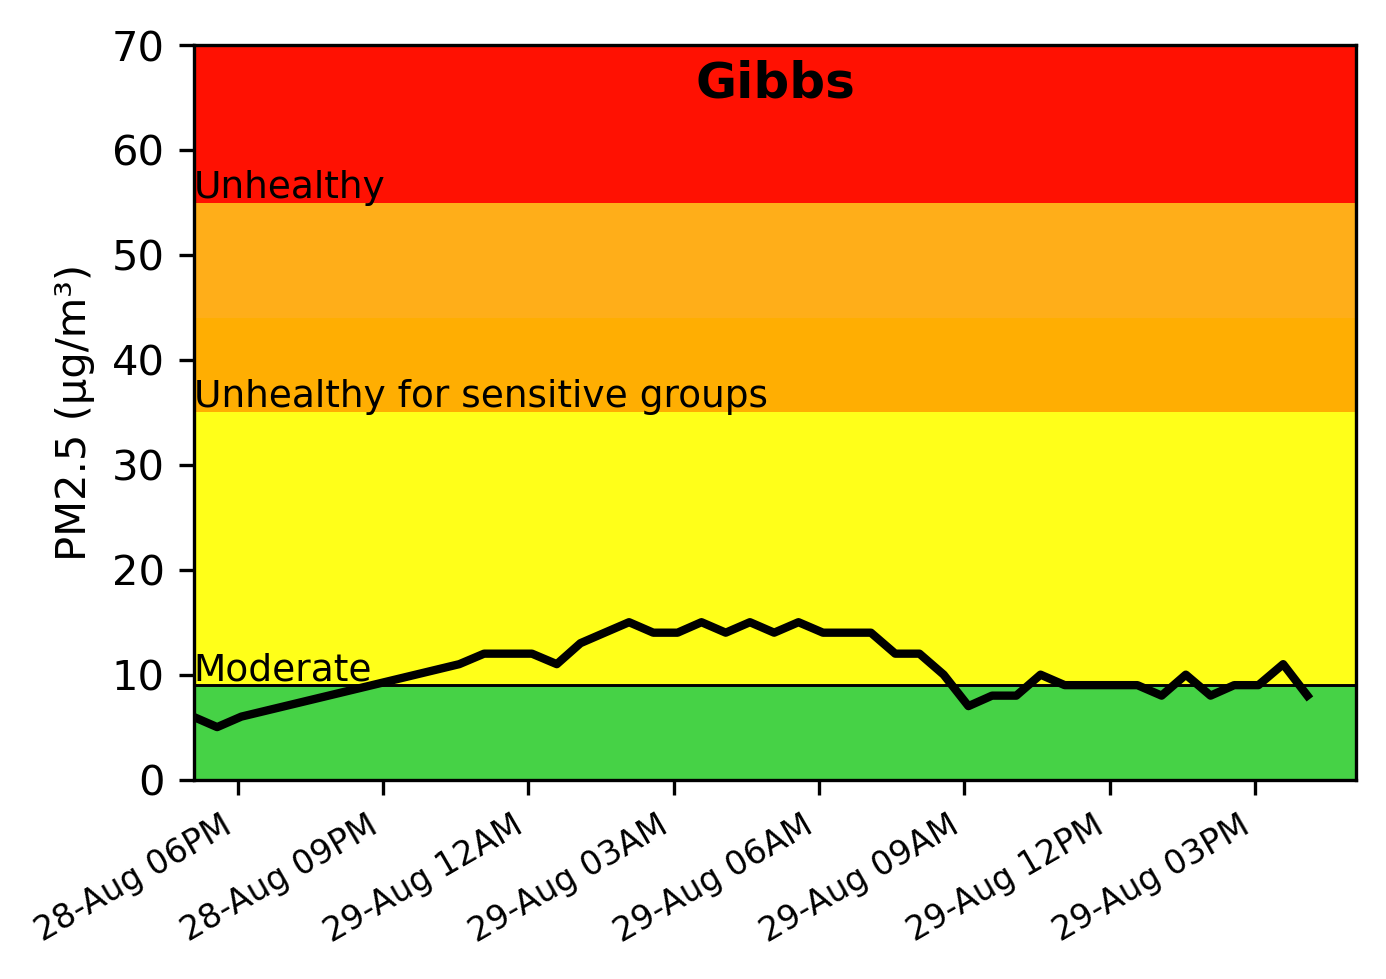 Gibbs
PM2.5 (µg/m³)
70
60
50
40
30
20
10
0
Unhealthy
Unhealthy for sensitive groups
Moderate
28-Aug 06PM
28-Aug 09PM
29-Aug 12AM
29-Aug 03AM
29-Aug 06AM
29-Aug 09AM
29-Aug 12PM
29-Aug 03PM